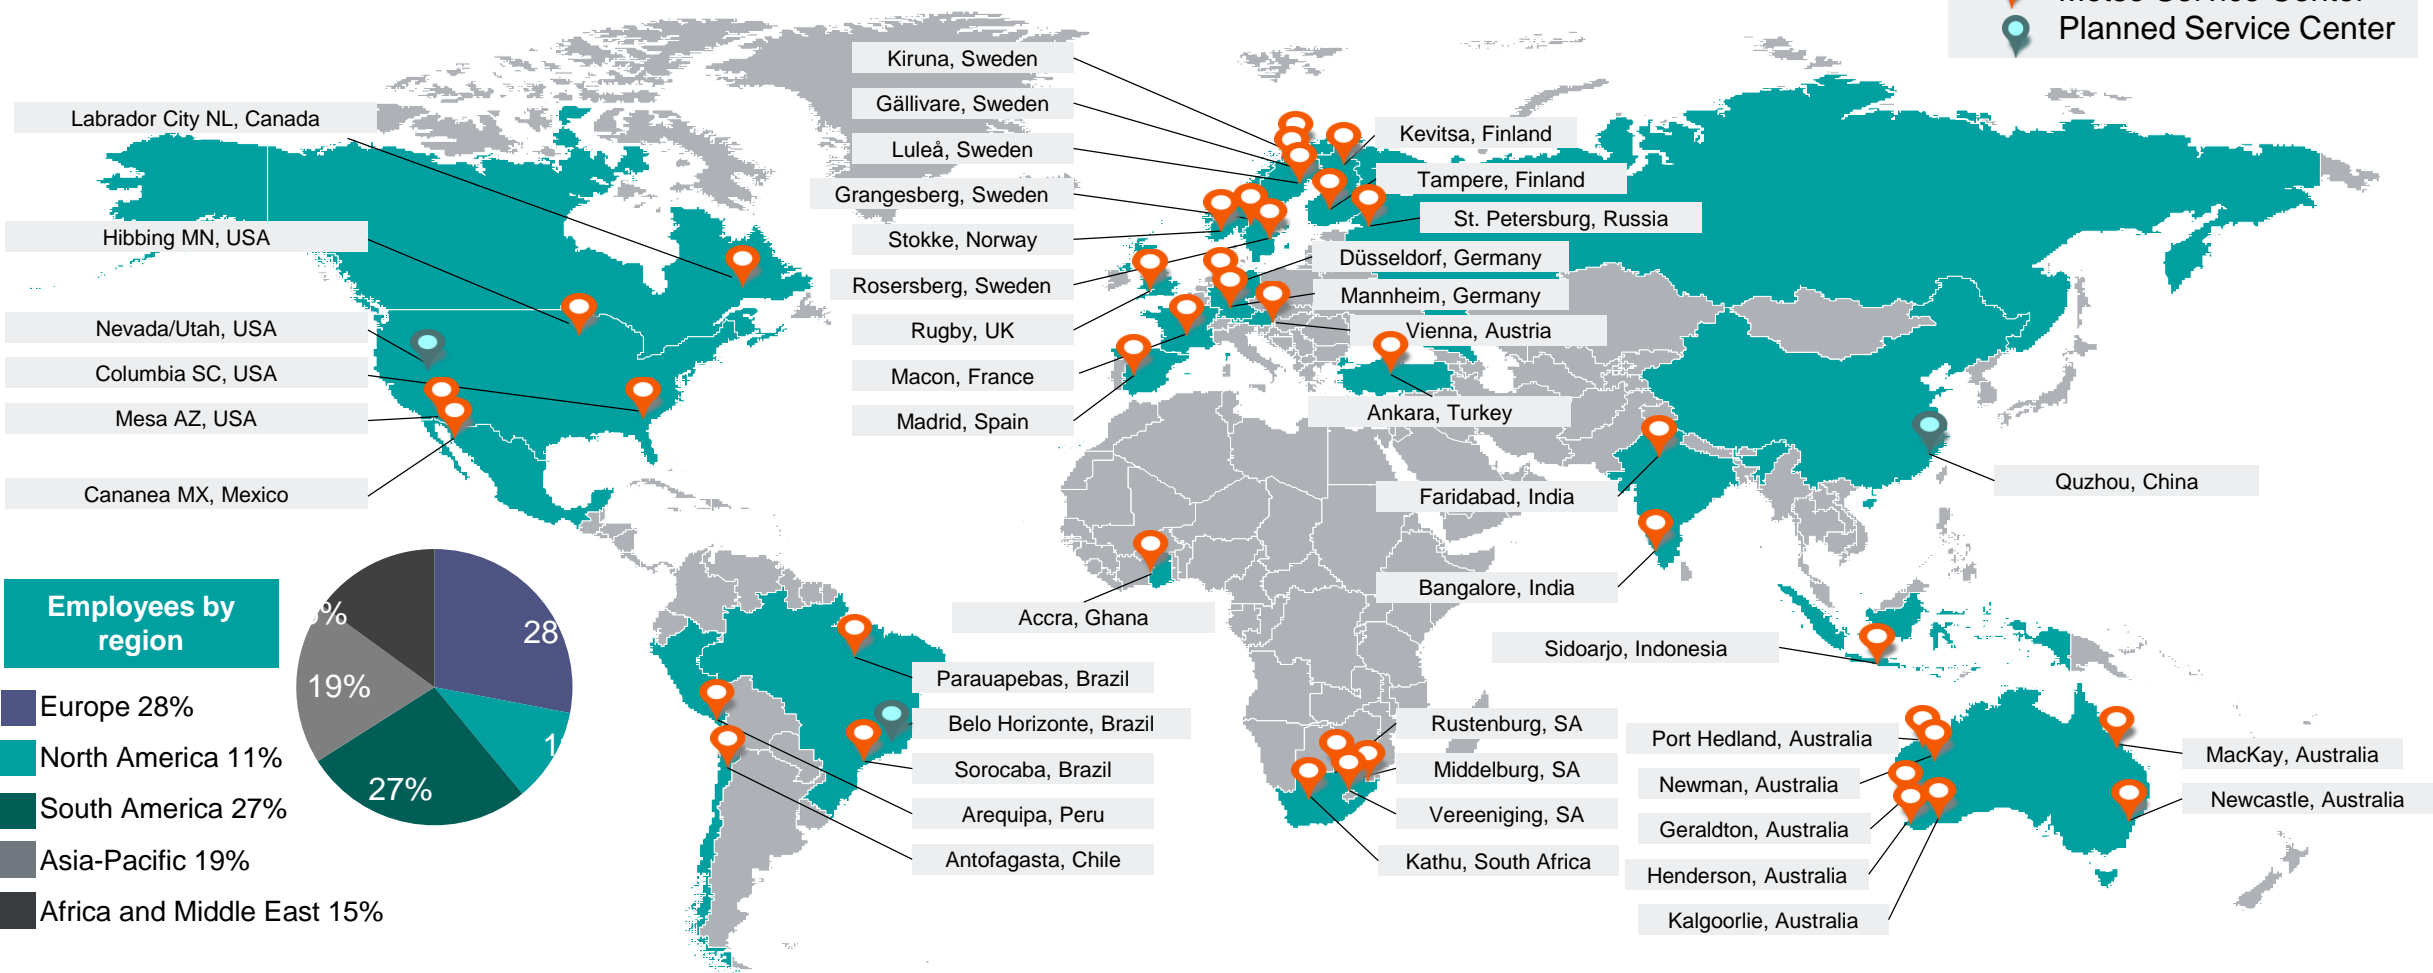 Metso Service Center
Planned Service Center
Kiruna, Sweden
Gällivare, Sweden
Luleå, Sweden
Grangesberg, Sweden
Stokke, Norway
Rosersberg, Sweden
Rugby, UK
Macon, France
Madrid, Spain
Labrador City NL, Canada
Hibbing MN, USA
Nevada/Utah, USA
Columbia SC, USA
Mesa AZ, USA
Cananea MX, Mexico
Kevitsa, Finland
Tampere, Finland
St. Petersburg, Russia
Düsseldorf, Germany
Mannheim, Germany
Vienna, Austria
Ankara, Turkey
Faridabad, India
Bangalore, India
Quzhou, China
Accra, Ghana
Sidoarjo, Indonesia
Parauapebas, Brazil
Belo Horizonte, Brazil
Sorocaba, Brazil
Arequipa, Peru
Antofagasta, Chile
Rustenburg, SA
Middelburg, SA
Vereeniging, SA
Kathu, South Africa
Port Hedland, Australia
Newman, Australia
Geraldton, Australia
Henderson, Australia
Kalgoorlie, Australia
MacKay, Australia
Newcastle, Australia
Employees by
region
Europe 28%
North America 11%
South America 27%
Asia-Pacific 19%
Africa and Middle East 15%
28
1
27%
19%
%